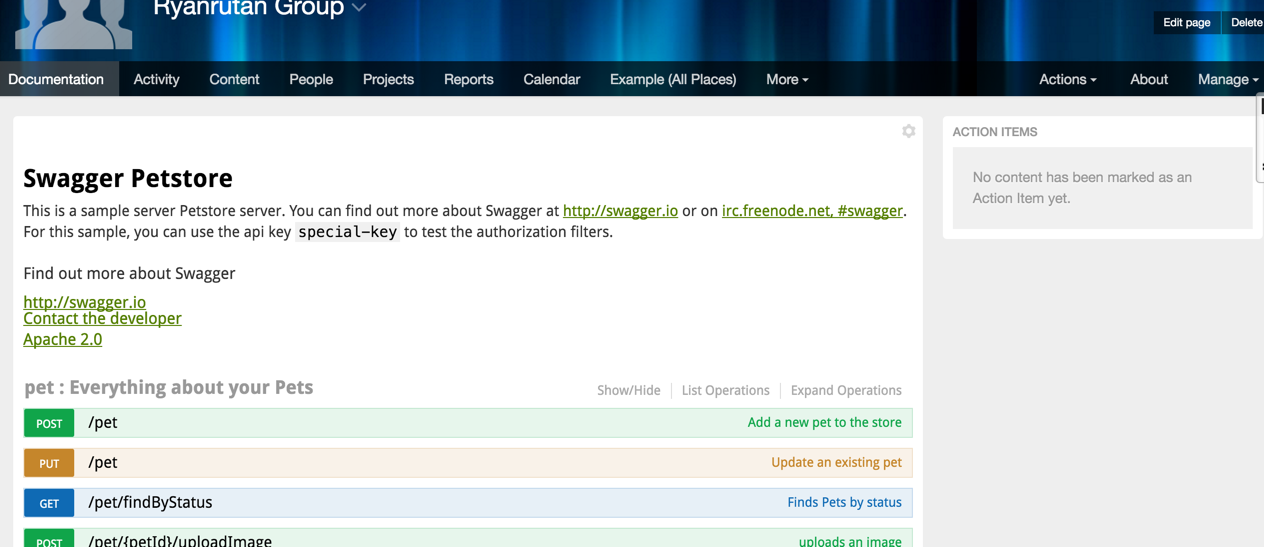 Ryanrutan Group
Edit page
Delete
Documentation
Activity
Content
People
Projects
Reports
Calendar
Example (All Places)
More
Actions
About
Manage
ACTION ITEMS
No content has been marked as an
Action Item yet.
Swagger Petstore
This is a sample server Petstore server. You can find out more about Swagger at http://swagger.io or on irc.freenode.net, #swagger.
For this sample, you can use the api key special-key to test the authorization filters.
Find out more about Swagger
http://swagger.io
Contact the developer
Apache 2.0
pet : Everything about your Pets
Show/Hide
List Operations
Expand Operations
POST /pet Add a new pet to the store
PUT /pet Update an existing pet
GET /pet/findByStatus Finds Pets by status
POST /pet/{petId}/uploadImage uploads an image